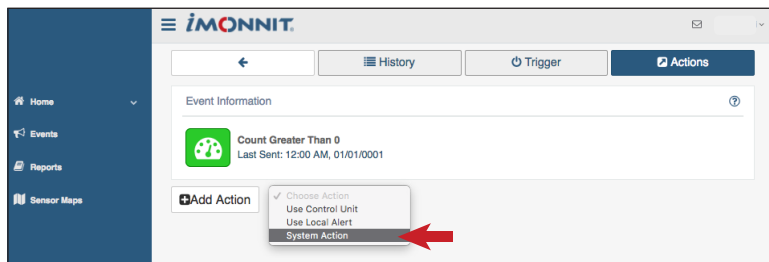 iMONNIT.
History
Trigger
Actions
Home
Events
Reports
Sensor Maps
Event Information
Count Greater Than 0
Last Sent: 12:00 AM, 01/01/0001
Add Action
✓ Choose Action
Use Control Unit
Use Local Alert
System Action